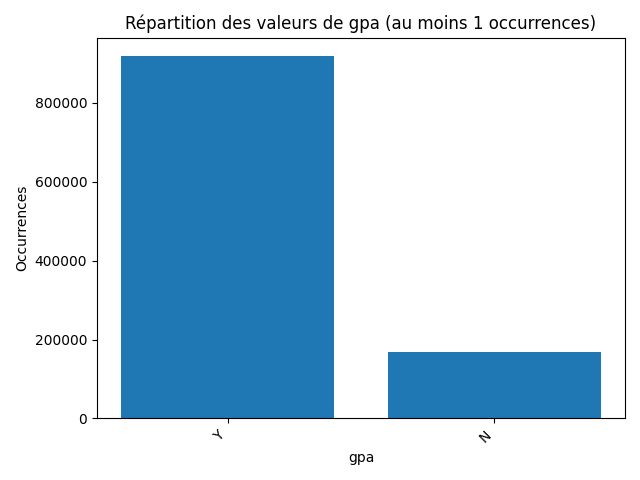 Répartition des valeurs de gpa (au moins 1 occurrences)
800000
600000
400000
200000
0
Occurrences
Y
N
gpa